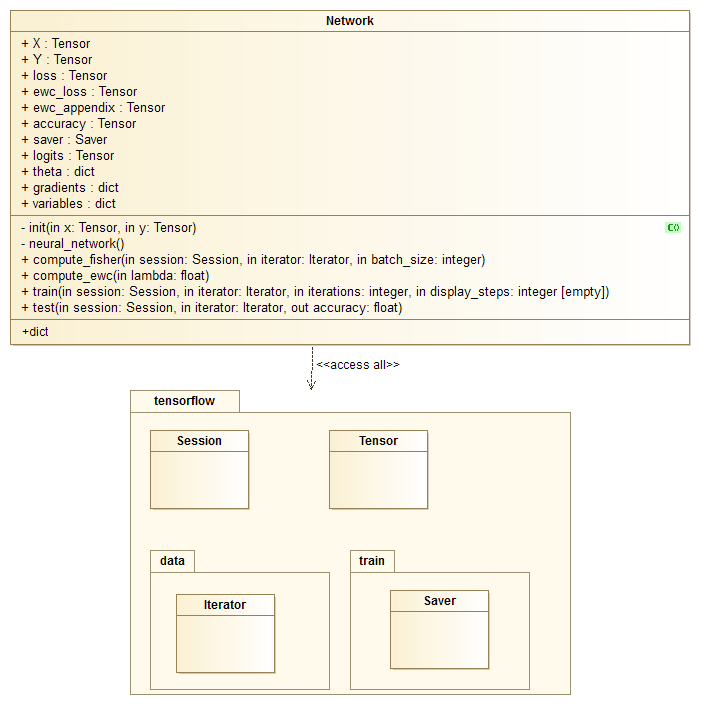 Network
+ X : Tensor
+ Y : Tensor
+ loss : Tensor
+ ewc_loss : Tensor
+ ewc_appendix : Tensor
+ accuracy : Tensor
+ saver : Saver
+ logits : Tensor
+ theta : dict
+ gradients : dict
+ variables : dict
- init(in x: Tensor, in y: Tensor)
C()
- neural_network()
+ compute_fisher(in session: Session, in iterator: Iterator, in batch_size: integer)
+ compute_ewc(in lambda: float)
+ train(in session: Session, in iterator: Iterator, in iterations: integer, in display_steps: integer [empty])
+ test(in session: Session, in iterator: Iterator, out accuracy: float)
+dict
<<access all>>
tensorflow
Session
Tensor
data
train
Iterator
Saver